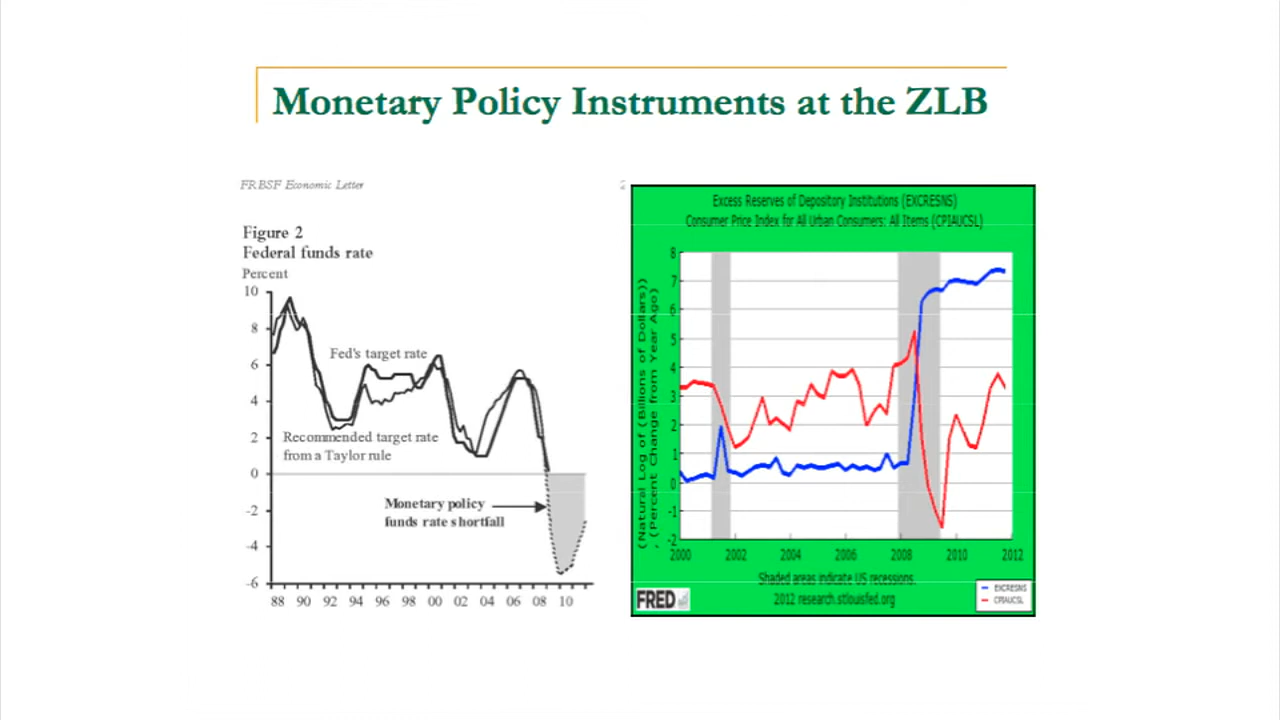 Monetary Policy Instruments at the ZLB
FRBSF Economic Letter
Figure 2
Federal funds rate
Percent
10
8
6
4
2
0
-2
-4
-6
Fed's target rate
Recommended target rate
from a Taylor rule
Monetary policy
funds rate shortfall
88 90 92 94 96 98 00 02 04 06 08 10
Excess Reserves of Depository Institutions (EXCRESNS)
Consumer Price Index for All Urban Consumers: All Items (CPIAUCSL)
(Natural Log of (Billions of Dollars))
, (Percent Change from Year Ago)
8
7
6
5
4
3
2
1
0
-1
-2
2000 2002 2004 2006 2008 2010 2012
Shaded areas indicate US recessions.
2012 research.stlouisfed.org
FRED
EXCRESNS
CPIAUCSL